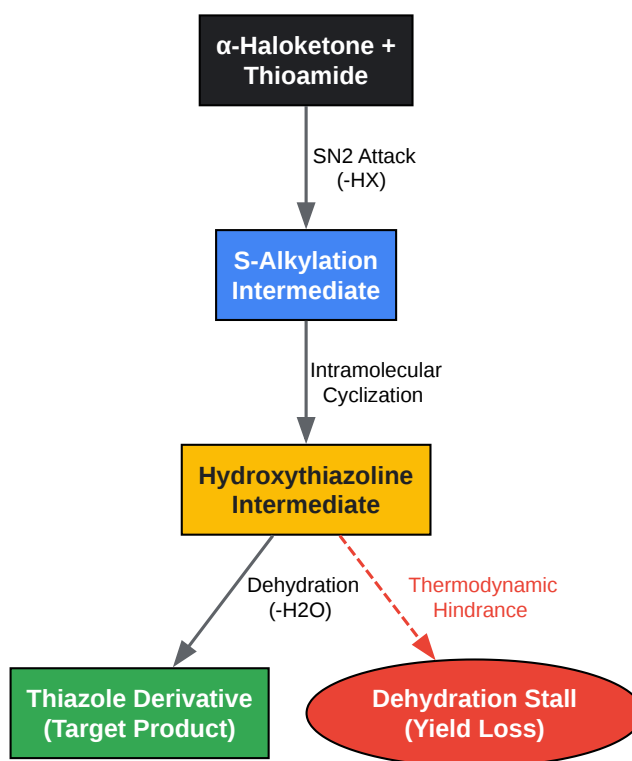 α-Haloketone +
Thioamide
SN2 Attack
(-HX)
S-Alkylation
Intermediate
Intramolecular
Cyclization
Hydroxythiazoline
Intermediate
Dehydration
(-H2O)
Thermodynamic
Hindrance
Thiazole Derivative
(Target Product)
Dehydration Stall
(Yield Loss)